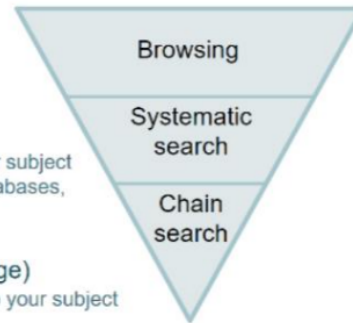 Browsing
Systematic
search
subject
abases,
Chain
search
ge)
your subject